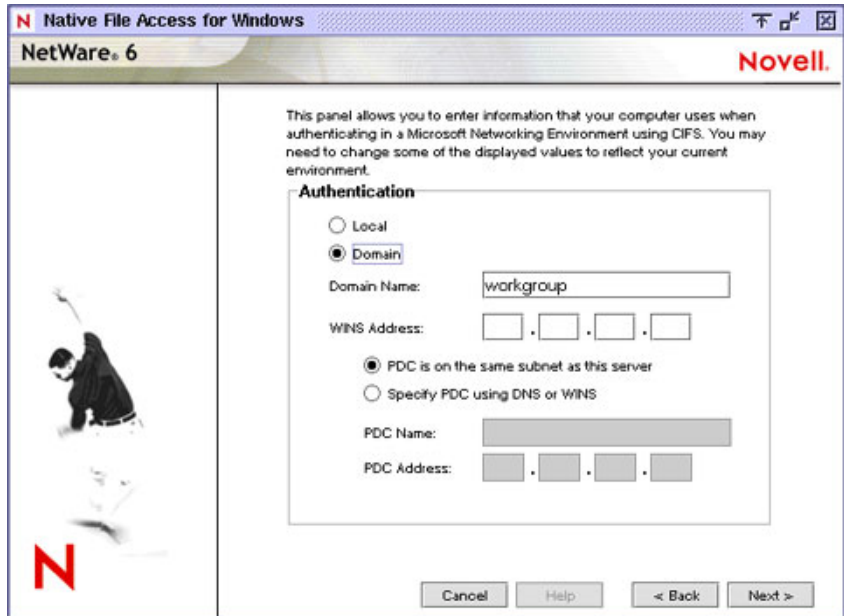 N Native File Access for Windows
NetWare® 6
Novell®
This panel allows you to enter information that your computer uses when
authenticating in a Microsoft Networking Environment using CIFS. You may
need to change some of the displayed values to reflect your current
environment.
Authentication
Local
Domain
Domain Name: workgroup
WINS Address: . . .
PDC is on the same subnet as this server
Specify PDC using DNS or WINS
PDC Name:
PDC Address: . . .
N
Cancel Help < Back Next >